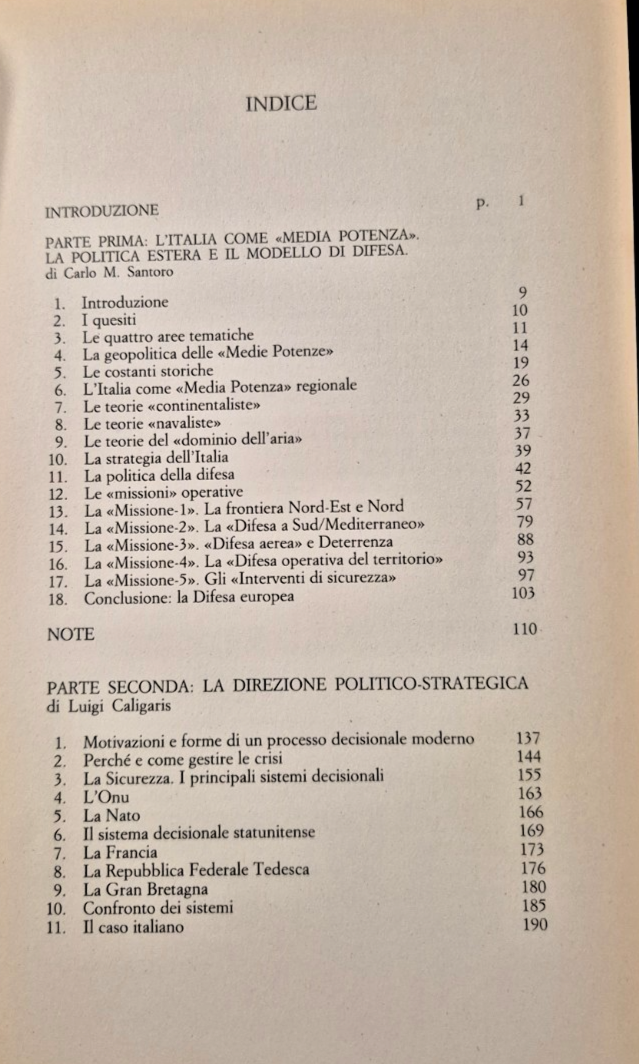 INDICE
INTRODUZIONE p. 1
PARTE PRIMA: L'ITALIA COME «MEDIA POTENZA».
LA POLITICA ESTERA E IL MODELLO DI DIFESA.
di Carlo M. Santoro
1. Introduzione 9
2. I quesiti 10
3. Le quattro aree tematiche 11
4. La geopolitica delle «Medie Potenze» 14
5. Le costanti storiche 19
6. L'Italia come «Media Potenza» regionale 26
7. Le teorie «continentaliste» 29
8. Le teorie «navaliste» 33
9. Le teorie del «dominio dell'aria» 37
10. La strategia dell'Italia 39
11. La politica della difesa 42
12. Le «missioni» operative 52
13. La «Missione-1». La frontiera Nord-Est e Nord 57
14. La «Missione-2». La «Difesa a Sud/Mediterraneo» 79
15. La «Missione-3». «Difesa aerea» e Deterrenza 88
16. La «Missione-4». La «Difesa operativa del territorio» 93
17. La «Missione-5». Gli «Interventi di sicurezza» 97
18. Conclusione: la Difesa europea 103
NOTE 110
PARTE SECONDA: LA DIREZIONE POLITICO-STRATEGICA
di Luigi Caligaris
1. Motivazioni e forme di un processo decisionale moderno 137
2. Perché e come gestire le crisi 144
3. La Sicurezza. I principali sistemi decisionali 155
4. L'Onu 163
5. La Nato 166
6. Il sistema decisionale statunitense 169
7. La Francia 173
8. La Repubblica Federale Tedesca 176
9. La Gran Bretagna 180
10. Confronto dei sistemi 185
11. Il caso italiano 190